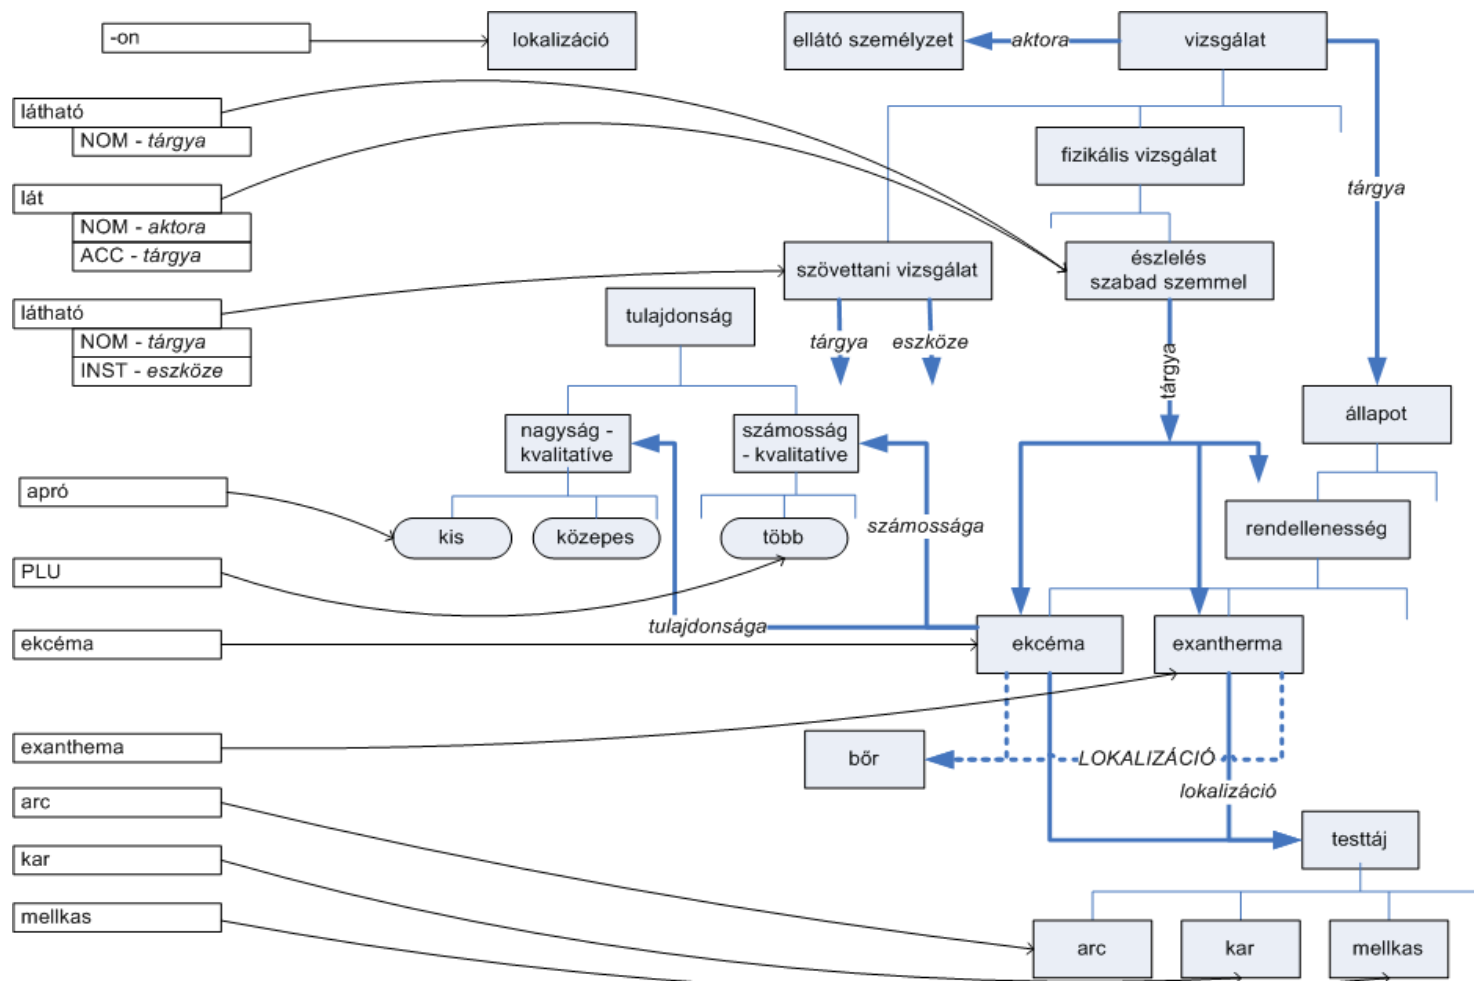 -on
lokalizáció
ellátó személyzet
aktora
vizsgálat
látható
NOM - tárgya
fizikális vizsgálat
lát
NOM - aktora
ACC - tárgya
tárgya
szövettani vizsgálat
észlelés
szabad szemmel
látható
NOM - tárgya
INST - eszköze
tulajdonság
tárgya
eszköze
tárgya
állapot
nagyság -
kvalitatíve
számosság
- kvalitatíve
apró
kis
közepes
több
számossága
rendellenesség
PLU
ekcéma
tulajdonsága
ekcéma
exantherma
exanthema
bőr
LOKALIZÁCIÓ
lokalizáció
arc
testtáj
kar
mellkas
arc
kar
mellkas